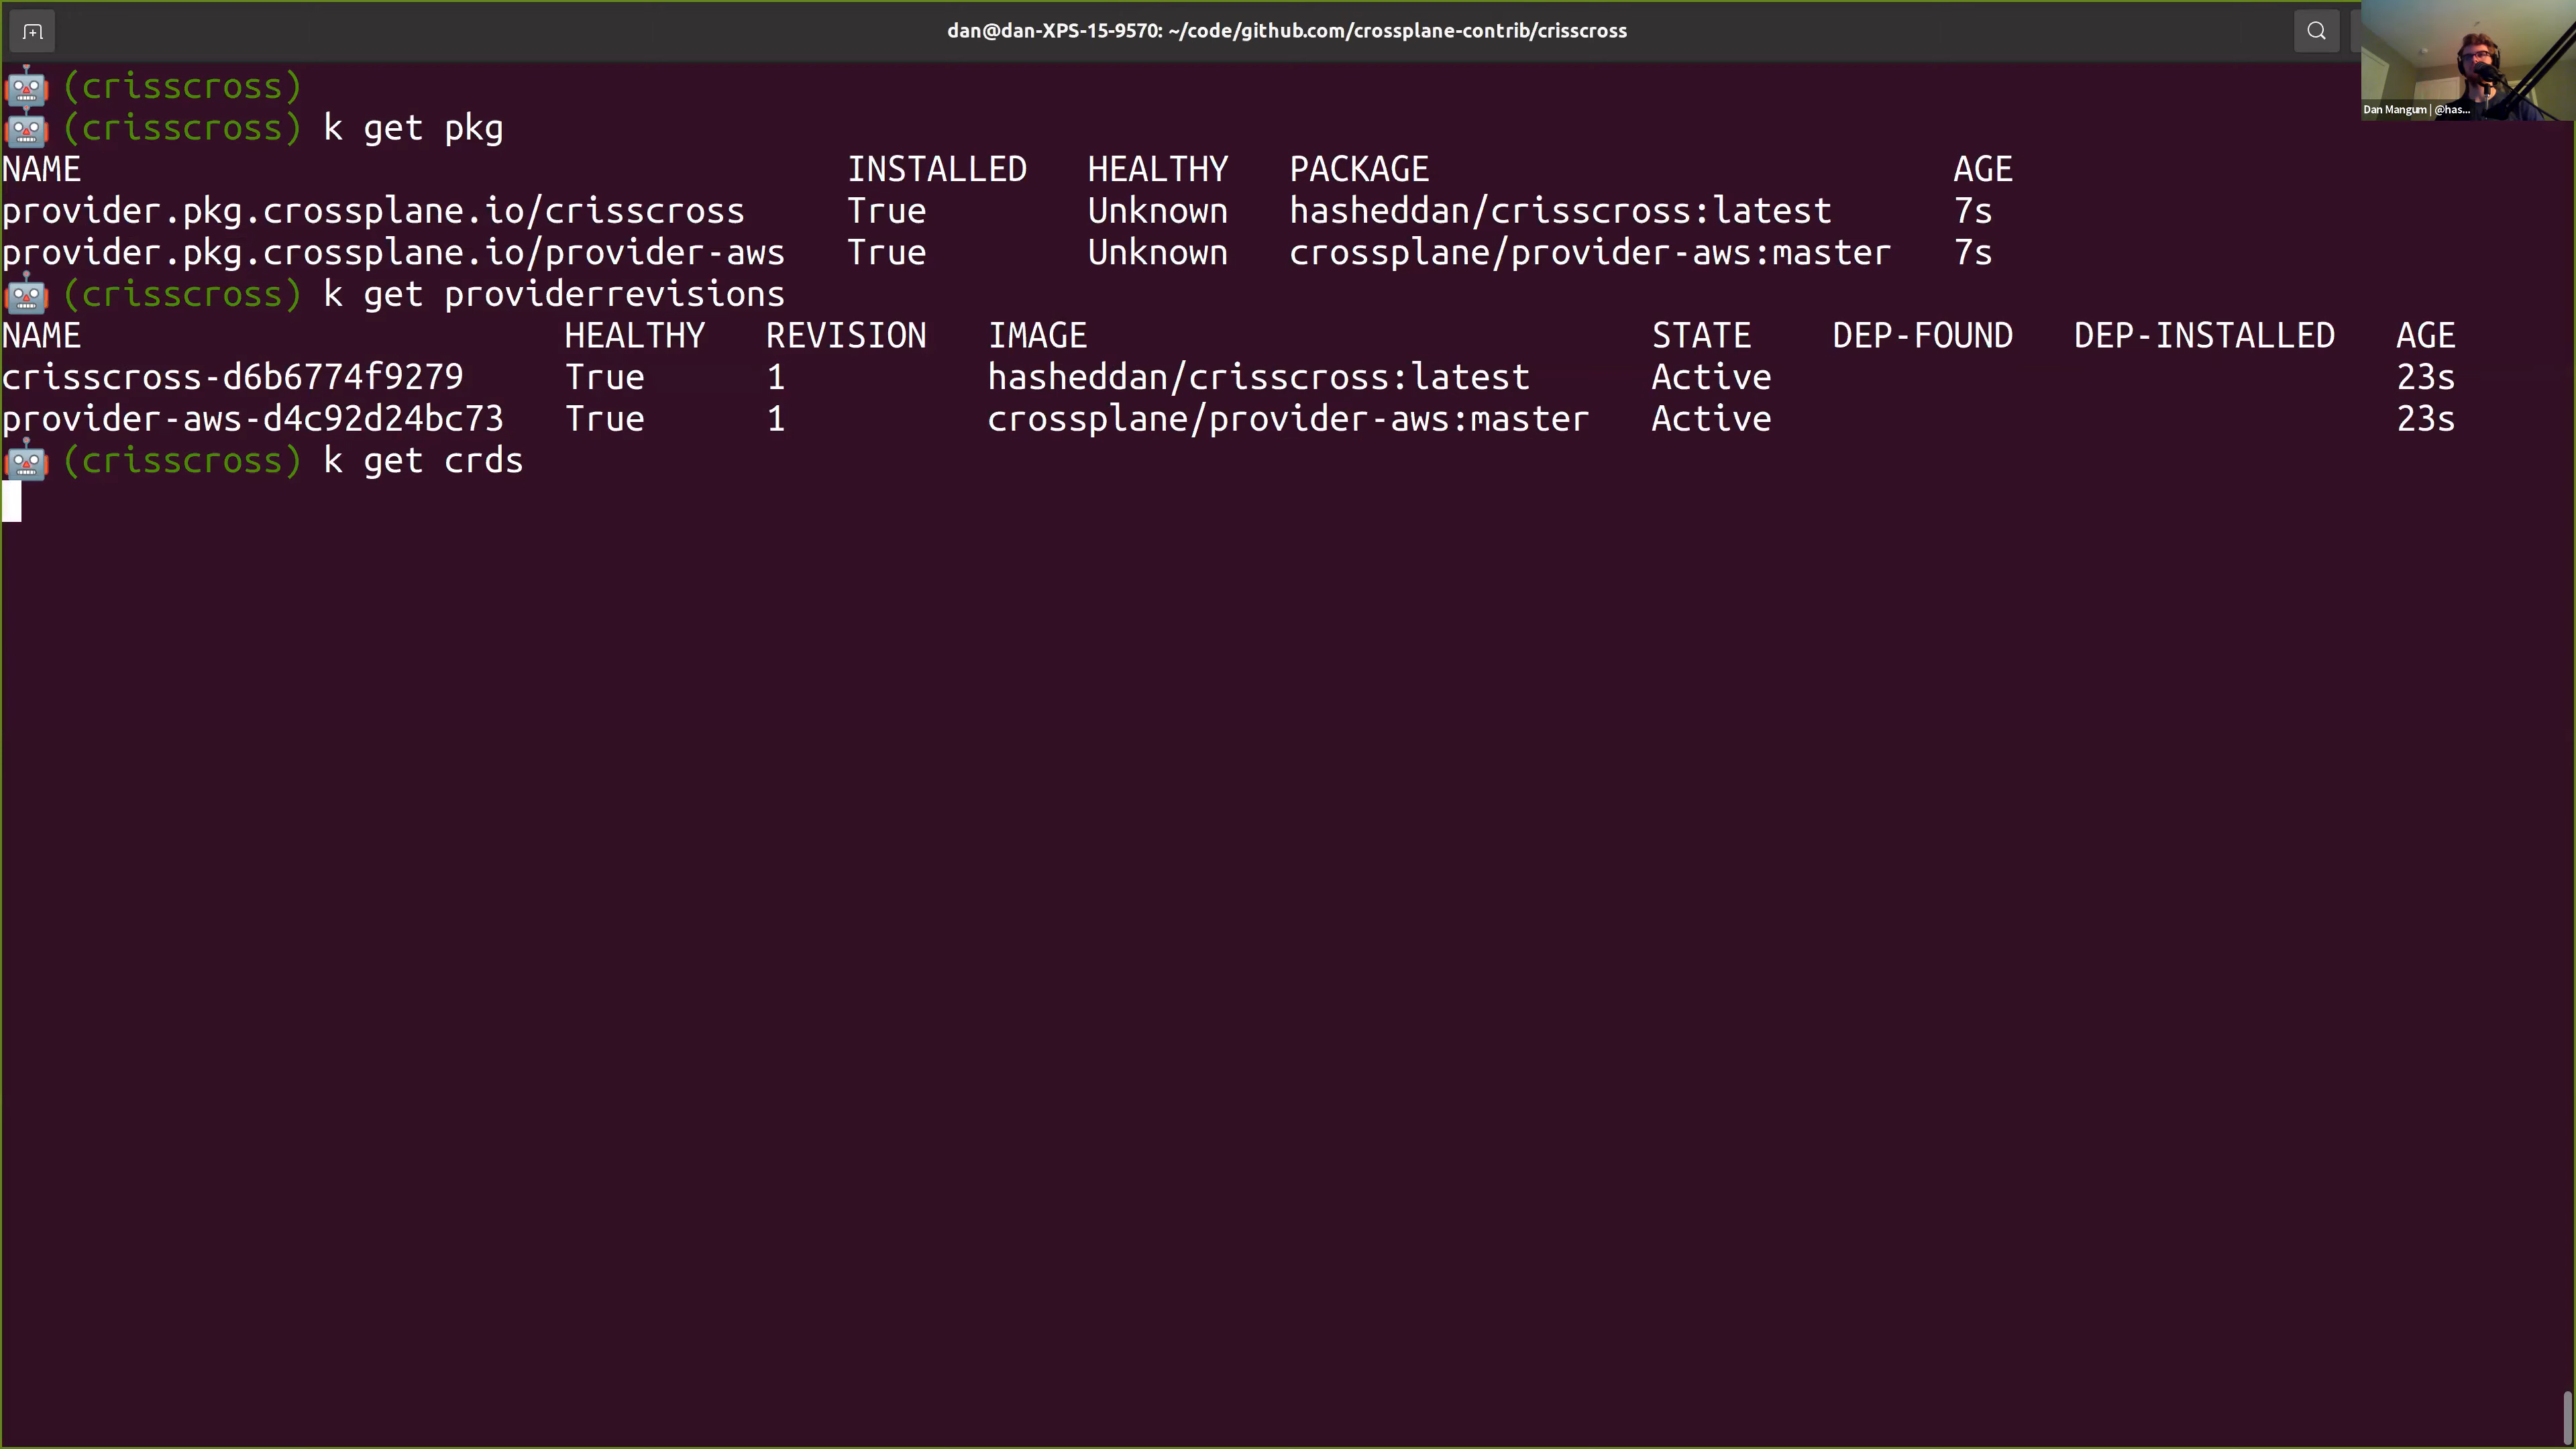 dan@dan-XPS-15-9570: ~/code/github.com/crossplane-contrib/crisscross
Dan Mangum | @has...
(crisscross)
(crisscross) k get pkg
NAME INSTALLED HEALTHY PACKAGE AGE
provider.pkg.crossplane.io/crisscross True Unknown hasheddan/crisscross:latest 7s
provider.pkg.crossplane.io/provider-aws True Unknown crossplane/provider-aws:master 7s
(crisscross) k get providerrevisions
NAME HEALTHY REVISION IMAGE STATE DEP-FOUND DEP-INSTALLED AGE
crisscross-d6b6774f9279 True 1 hasheddan/crisscross:latest Active 23s
provider-aws-d4c92d24bc73 True 1 crossplane/provider-aws:master Active 23s
(crisscross) k get crds